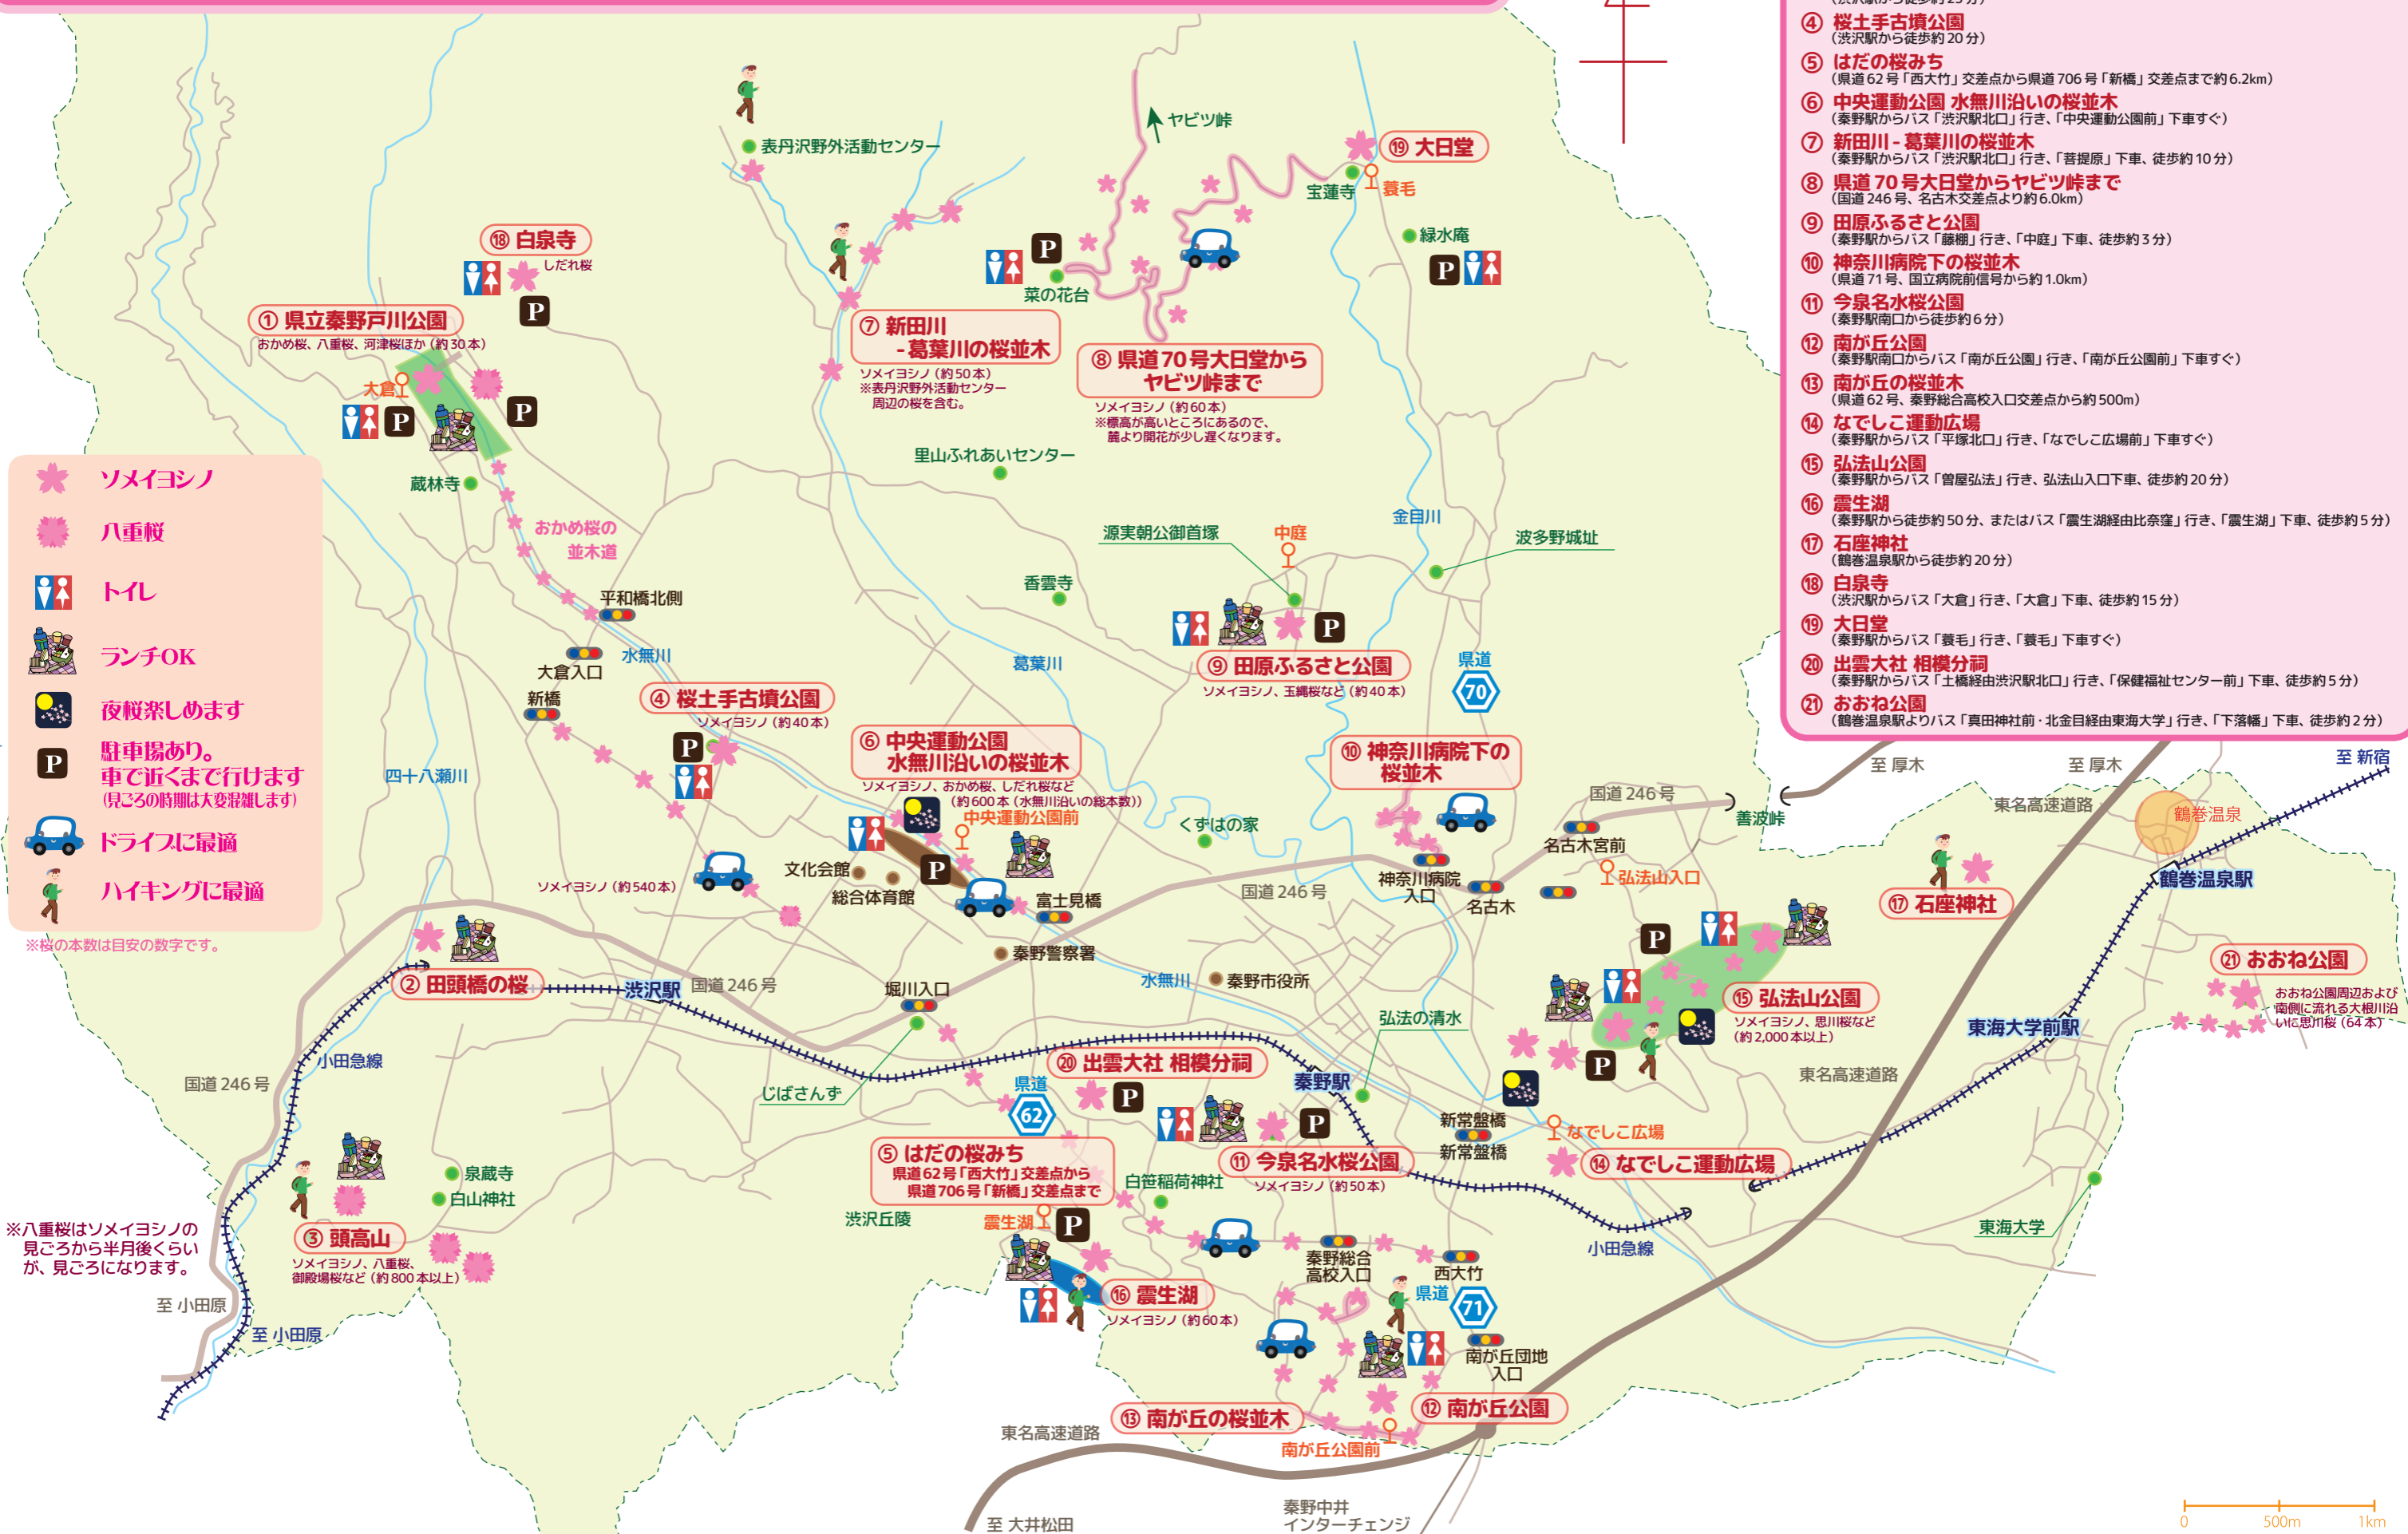 ④ 桜土手古墳公園
（渋沢駅から徒歩約20分）
⑤ はだの桜みち
（県道62号「西大竹」交差点から県道706号「新橋」交差点まで約6.2km）
⑥ 中央運動公園 水無川沿いの桜並木
（秦野駅からバス「渋沢駅北口」行き、「中央運動公園前」下車すぐ）
⑦ 新田川 - 葛葉川の桜並木
（秦野駅からバス「渋沢駅北口」行き、「菩提原」下車、徒歩約10分）
⑧ 県道70号大日堂からヤビツ峠まで
（国道246号、名古木交差点より約6.0km）
⑨ 田原ふるさと公園
（秦野駅からバス「藤棚」行き、「中庭」下車、徒歩約3分）
⑩ 神奈川病院下の桜並木
（県道71号、国立病院前信号から約1.0km）
⑪ 今泉名水桜公園
（秦野駅南口から徒歩約6分）
⑫ 南が丘公園
（秦野駅南口からバス「南が丘公園」行き、「南が丘公園前」下車すぐ）
⑬ 南が丘の桜並木
（県道62号、秦野総合高校入口交差点から約500m）
⑭ なでしこ運動広場
（秦野駅からバス「平塚北口」行き、「なでしこ広場前」下車すぐ）
⑮ 弘法山公園
（秦野駅からバス「曽屋弘法」行き、弘法山入口下車、徒歩約20分）
⑯ 震生湖
（秦野駅から徒歩約50分、またはバス「震生湖経由比奈窪」行き、「震生湖」下車、徒歩約5分）
⑰ 石座神社
（鶴巻温泉駅から徒歩約20分）
⑱ 白泉寺
（渋沢駅からバス「大倉」行き、「大倉」下車、徒歩約15分）
⑲ 大日堂
（秦野駅からバス「蓑毛」行き、「蓑毛」下車すぐ）
⑳ 出雲大社 相模分祠
（秦野駅からバス「土橋経由渋沢駅北口」行き、「保健福祉センター前」下車、徒歩約5分）
㉑ おおね公園
（鶴巻温泉駅よりバス「真田神社前・北金目経由東海大学」行き、「下落幡」下車、徒歩約2分）
ヤビツ峠
表丹沢野外活動センター
⑲ 大日堂
宝蓮寺
蓑毛
緑水庵
P
⑱ 白泉寺
しだれ桜
P
P
菜の花台
① 県立秦野戸川公園
おかめ桜、八重桜、河津桜ほか（約30本）
大倉
P
P
蔵林寺
おかめ桜の
並木道
⑦ 新田川
- 葛葉川の桜並木
ソメイヨシノ（約50本）
※表丹沢野外活動センター
周辺の桜を含む。
⑧ 県道70号大日堂から
ヤビツ峠まで
ソメイヨシノ（約60本）
※標高が高いところにあるので、
麓より開花が少し遅くなります。
里山ふれあいセンター
源実朝公御首塚
中庭
金目川
波多野城址
香雲寺
P
⑨ 田原ふるさと公園
ソメイヨシノ、玉縄桜など（約40本）
県道
70
葛葉川
ソメイヨシノ
八重桜
トイレ
ランチOK
夜桜楽しめます
P
駐車場あり。
車で近くまで行けます
（見ごろの時期は大変混雑します）
ドライブに最適
ハイキングに最適
※桜の本数は目安の数字です。
平和橋北側
大倉入口
水無川
新橋
四十八瀬川
④ 桜土手古墳公園
ソメイヨシノ（約40本）
P
⑥ 中央運動公園
水無川沿いの桜並木
ソメイヨシノ、おかめ桜、しだれ桜など
（約600本（水無川沿いの総本数））
中央運動公園前
P
文化会館
総合体育館
富士見橋
秦野警察署
ソメイヨシノ（約540本）
くずはの家
国道246号
⑩ 神奈川病院下の
桜並木
神奈川病院
入口
名古木
名古木宮前
国道246号
善波峠
至 厚木
至 厚木
東名高速道路
至 新宿
鶴巻温泉
鶴巻温泉駅
弘法山入口
⑰ 石座神社
② 田頭橋の桜
渋沢駅
国道246号
堀川入口
水無川
秦野市役所
弘法の清水
P
⑮ 弘法山公園
ソメイヨシノ、思川桜など
（約2,000本以上）
P
東海大学前駅
東名高速道路
㉑ おおね公園
おおね公園周辺および
南側に流れる大根川沿
いに思川桜（64本）
小田急線
国道246号
じばさんず
県道
62
⑳ 出雲大社 相模分祠
P
秦野駅
P
⑪ 今泉名水桜公園
ソメイヨシノ（約50本）
新常盤橋
新常盤橋
なでしこ広場
⑭ なでしこ運動広場
⑤ はだの桜みち
県道62号「西大竹」交差点から
県道706号「新橋」交差点まで
白笹稲荷神社
渋沢丘陵
震生湖
P
⑯ 震生湖
ソメイヨシノ（約60本）
泉蔵寺
白山神社
③ 頭高山
ソメイヨシノ、八重桜、
御殿場桜など（約800本以上）
※八重桜はソメイヨシノの
見ごろから半月後くらい
が、見ごろになります。
至 小田原
至 小田原
秦野総合
高校入口
西大竹
県道
71
南が丘団地
入口
小田急線
東海大学
⑬ 南が丘の桜並木
⑫ 南が丘公園
南が丘公園前
東名高速道路
至 大井松田
秦野中井
インターチェンジ
0 500m 1km